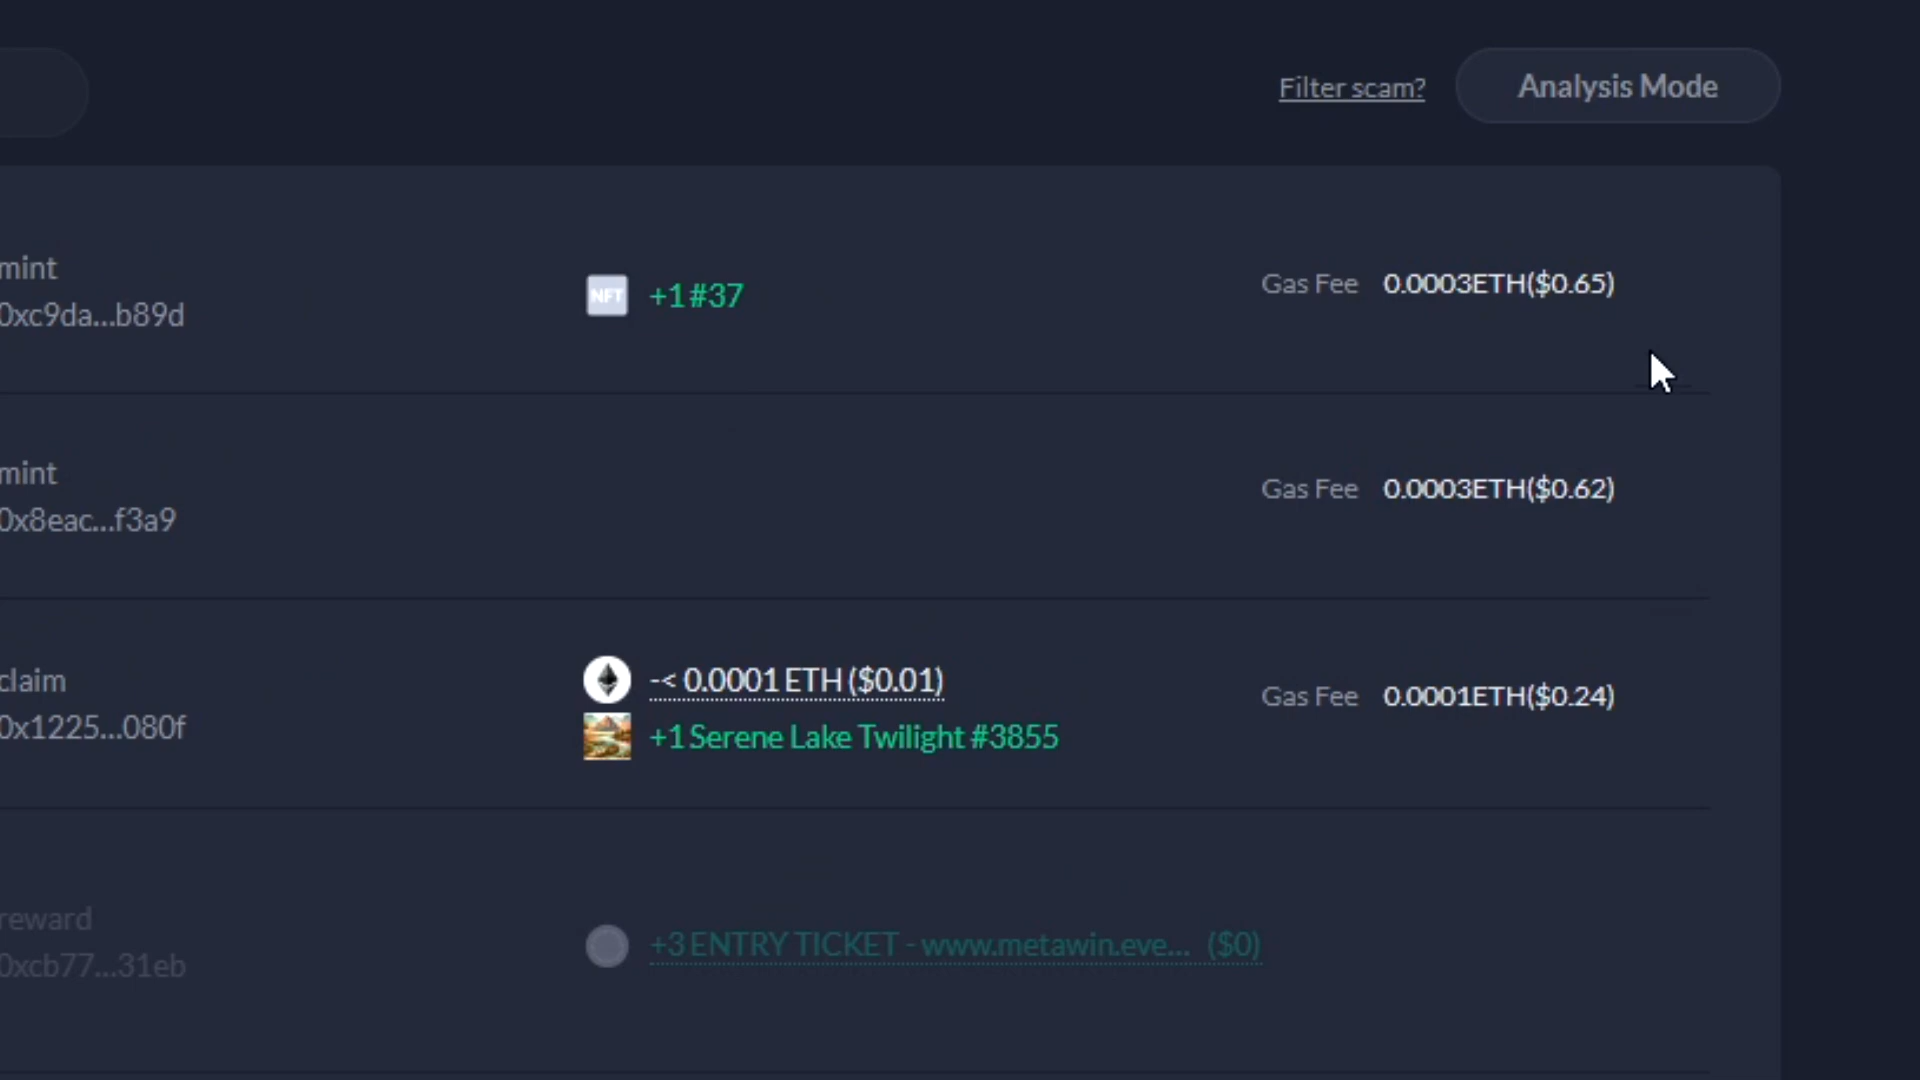 Filter scam? Analysis Mode
mint
0xc9da...b89d
NFT
+1 #37
Gas Fee 0.0003ETH($0.65)
mint
0x8eac...f3a9
Gas Fee 0.0003ETH($0.62)
claim
0x1225...080f
-< 0.0001 ETH ($0.01)
+1 Serene Lake Twilight #3855
Gas Fee 0.0001ETH($0.24)
reward
0xcb77...31eb
+3 ENTRY TICKET - www.metawin.eve... ($0)